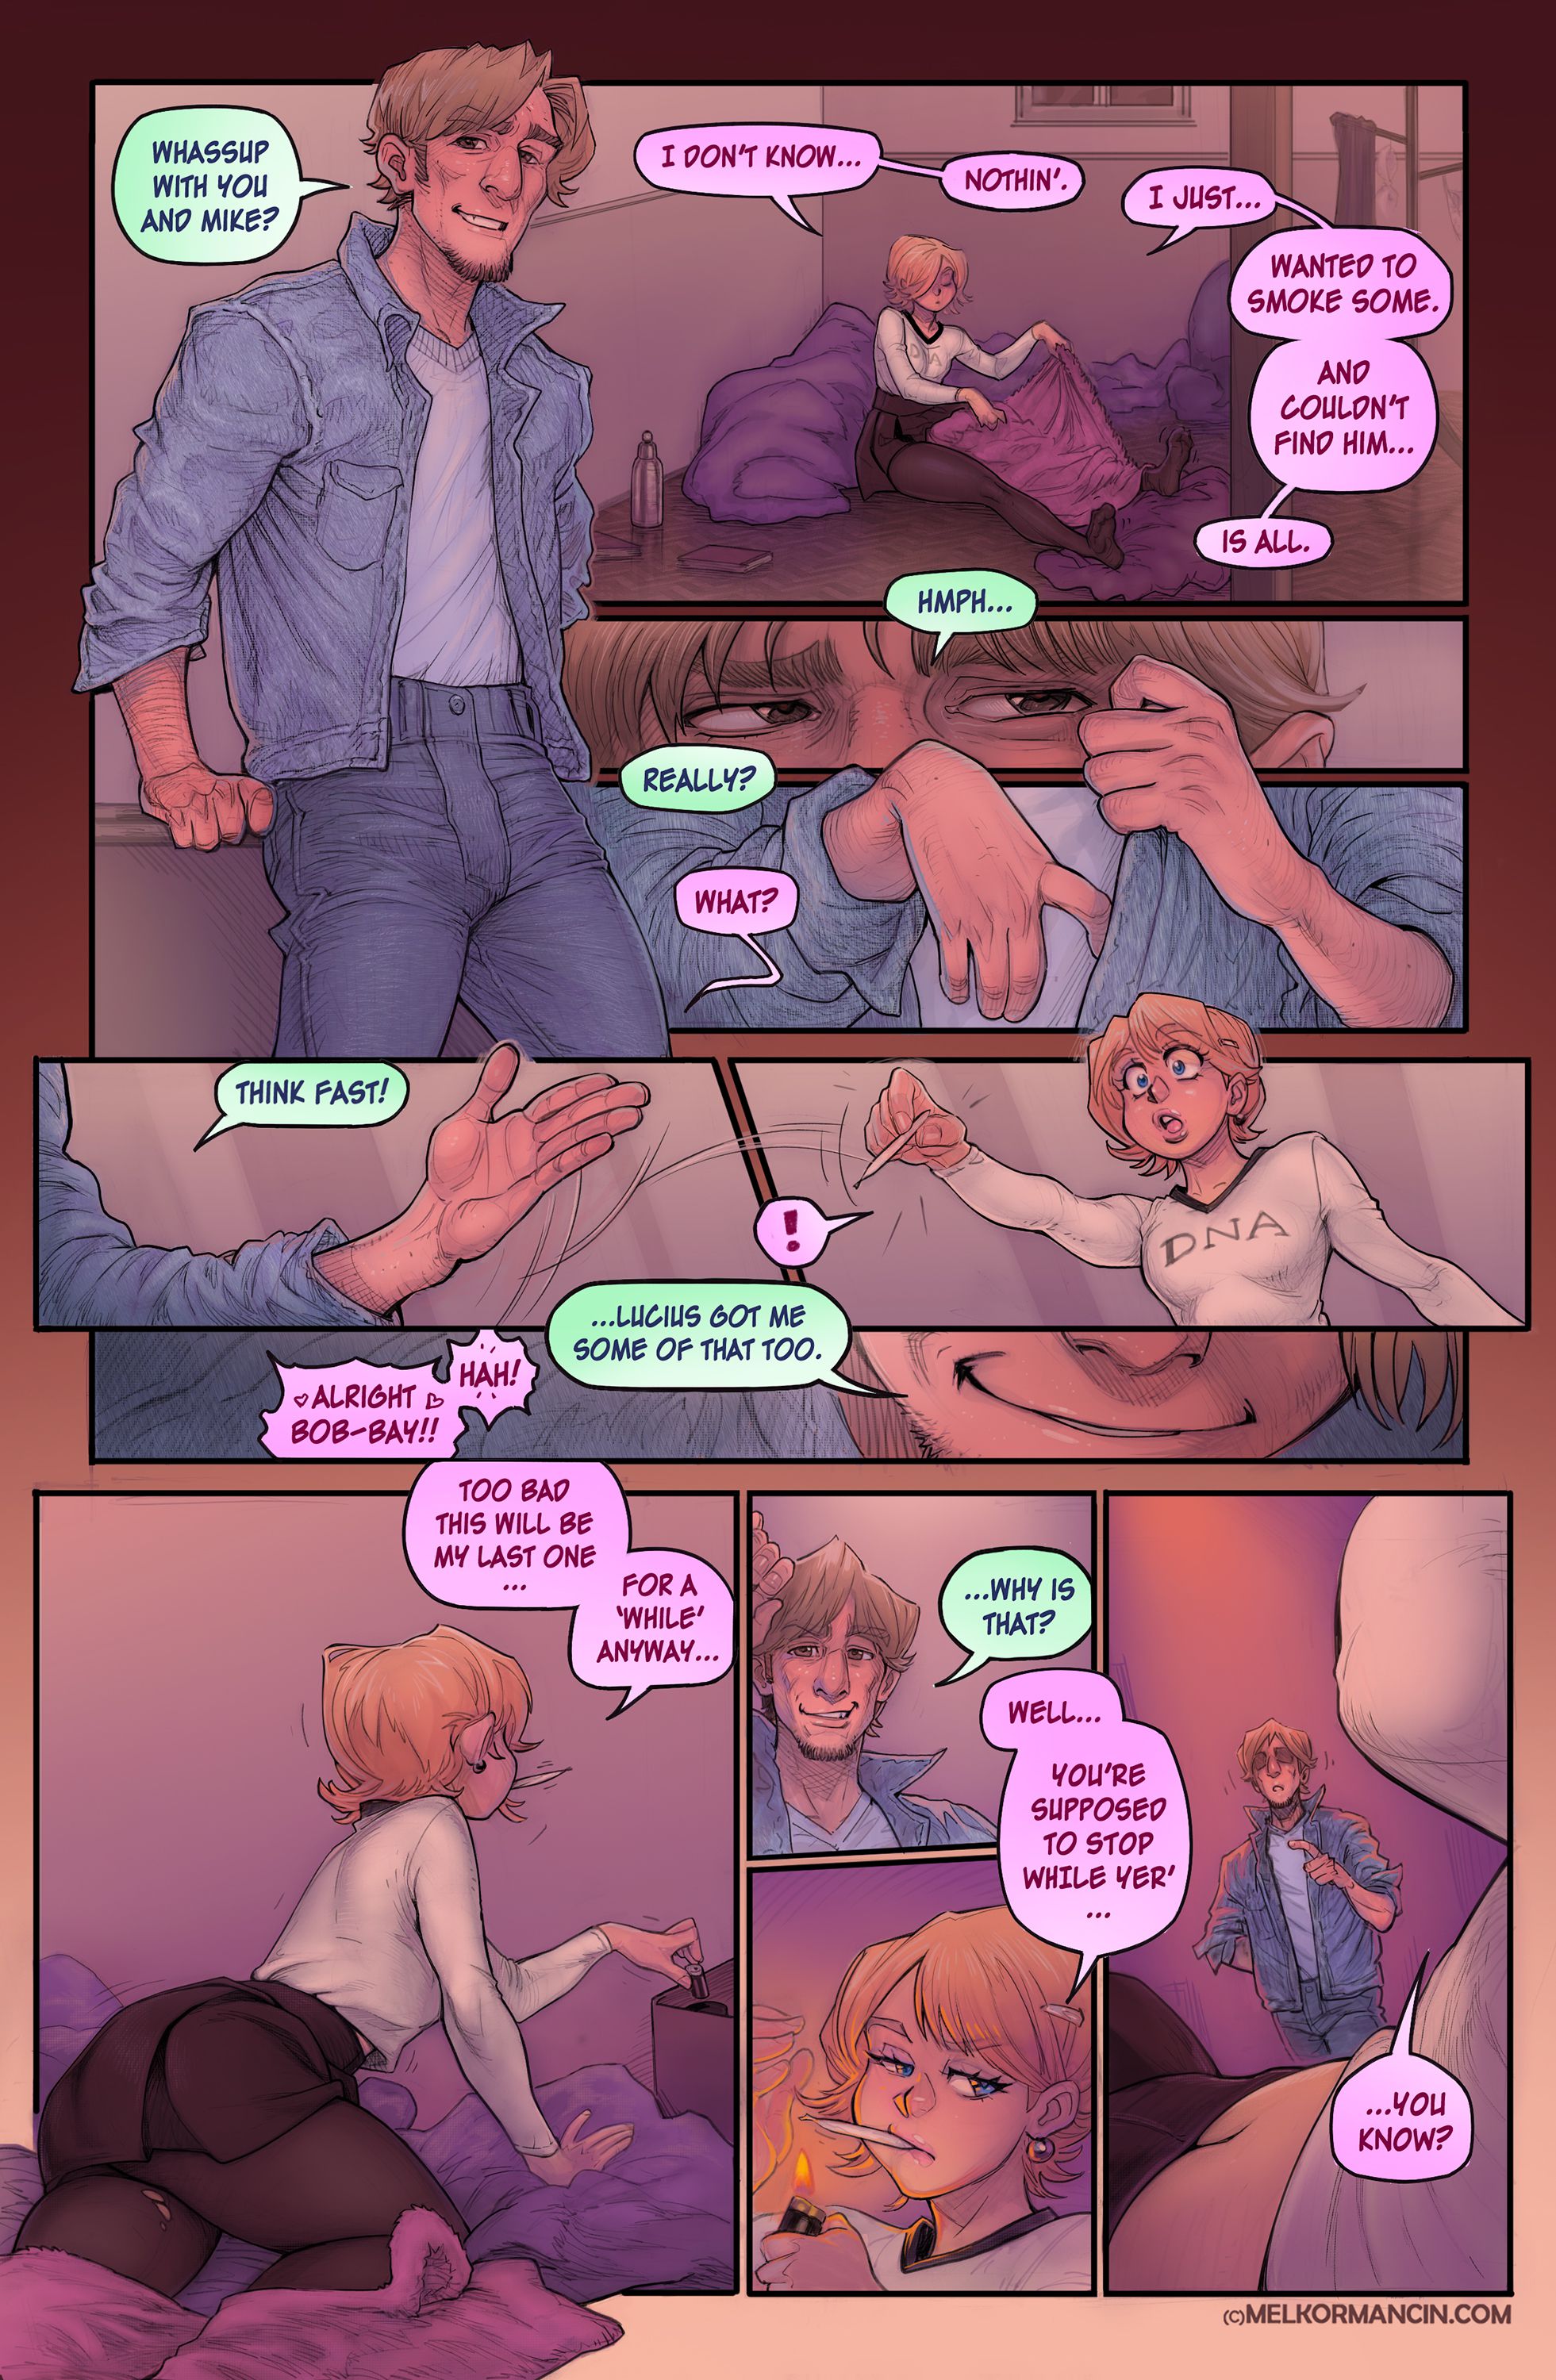 WHASSUP
WITH YOU
AND MIKE?
I DON'T KNOW...
NOTHIN'.
I JUST...
WANTED TO
SMOKE SOME.
AND
COULDN'T
FIND HIM...
IS ALL.
HMPH...
REALLY?
WHAT?
THINK FAST!
!
DNA
...LUCIUS GOT ME
SOME OF THAT TOO.
HAH!
♡ALRIGHT♡
BOB-BAY!!
TOO BAD
THIS WILL BE
MY LAST ONE
...
FOR A
'WHILE'
ANYWAY...
...WHY IS
THAT?
WELL...
YOU'RE
SUPPOSED
TO STOP
WHILE YER'
...
...YOU
KNOW?
(C)MELKORMANCIN.COM